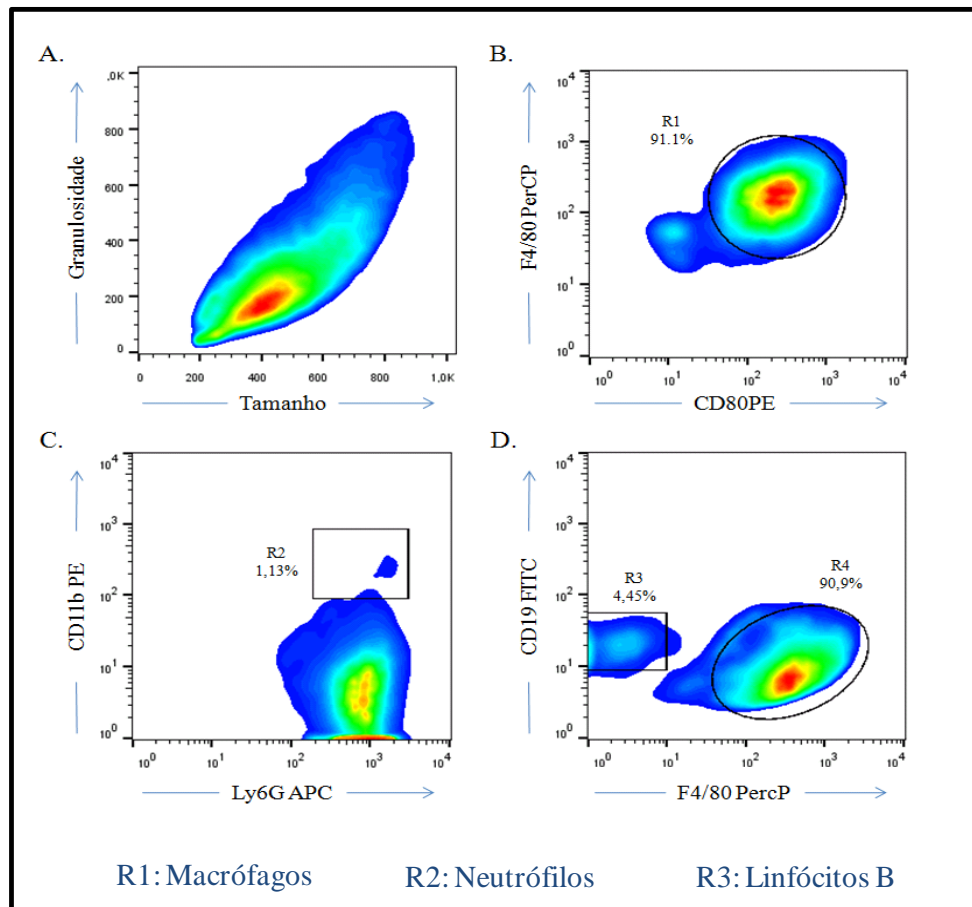 A.
,0K
800
600
400
200
0
Granulosidade
0 200 400 600 800 1,0K
Tamanho
B.
10^4
10^3
10^2
10^1
10^0
F4/80 PerCP
R1
91.1%
10^0 10^1 10^2 10^3 10^4
CD80PE
C.
10^4
10^3
10^2
10^1
10^0
CD11b PE
R2
1,13%
10^0 10^1 10^2 10^3 10^4
Ly6G APC
D.
10^4
10^3
10^2
10^1
10^0
CD19 FITC
R3
4,45%
R4
90,9%
10^0 10^1 10^2 10^3 10^4
F4/80 PercP
R1: Macrófagos R2: Neutrófilos R3: Linfócitos B